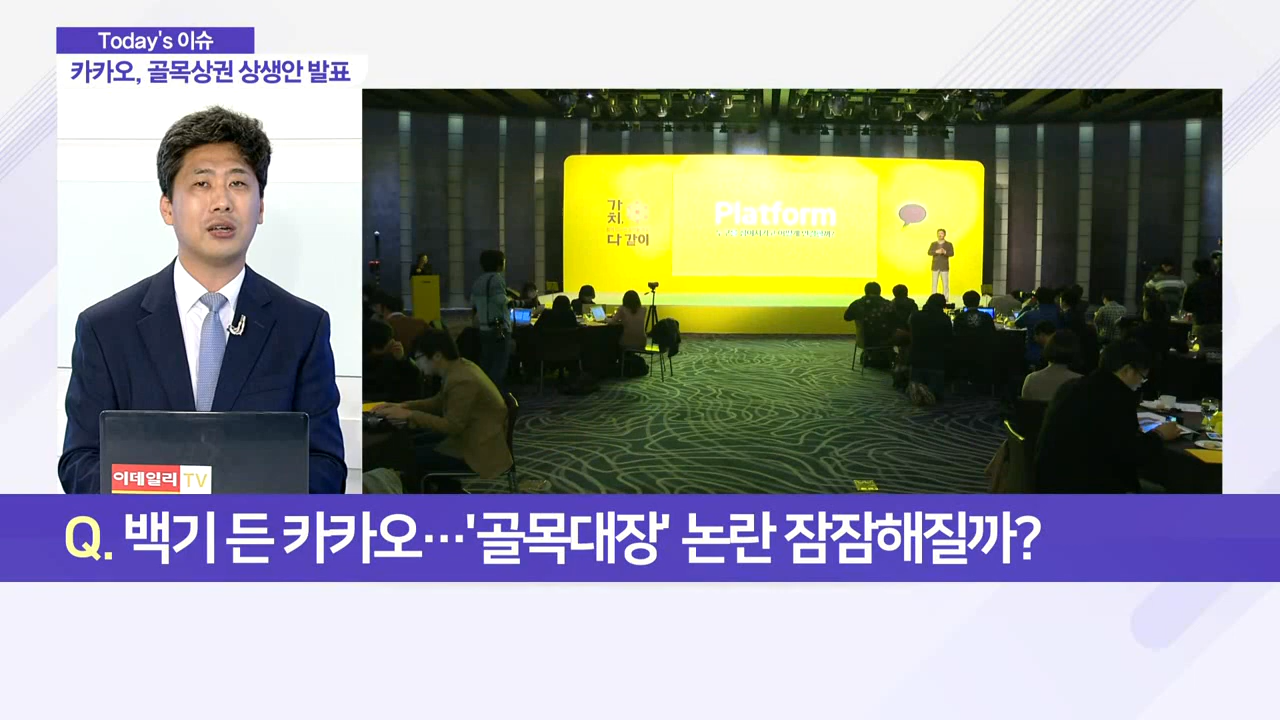 Today's 이슈
카카오, 골목상권 상생안 발표
가
치.
다 같이
Platform
이데일리 TV
Q. 백기 든 카카오…'골목대장' 논란 잠잠해질까?